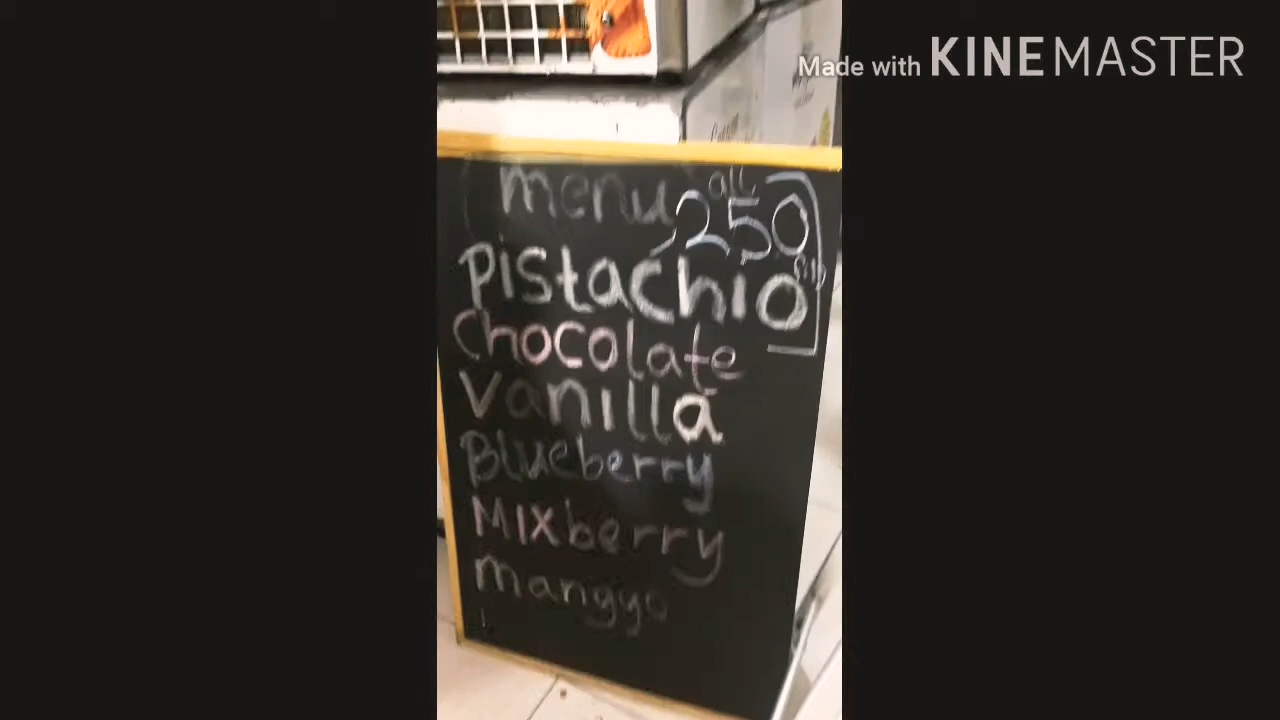 Made with KINEMASTER
menu
all
250
Pistachio
Chocolate
Vanilla
Blueberry
Mixberry
manggo